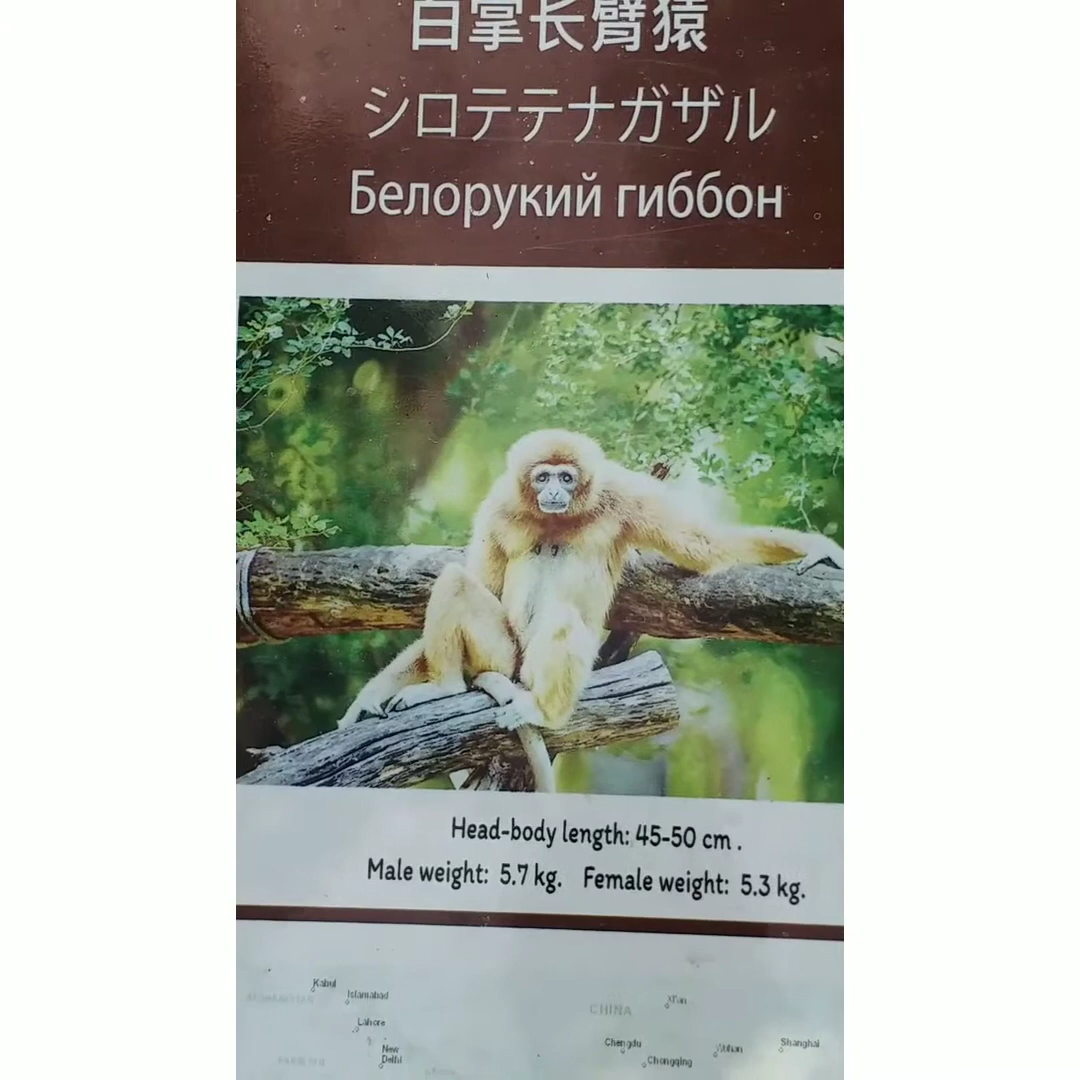 白掌长臂猿
シロテテナガザル
Белорукий гиббон
Head-body length: 45-50 cm .
Male weight: 5.7 kg. Female weight: 5.3 kg.
Kabul
Islamabad
Lahore
New
Delhi
CHINA
Xi'an
Chengdu
Chongqing
Wuhan
Shanghai